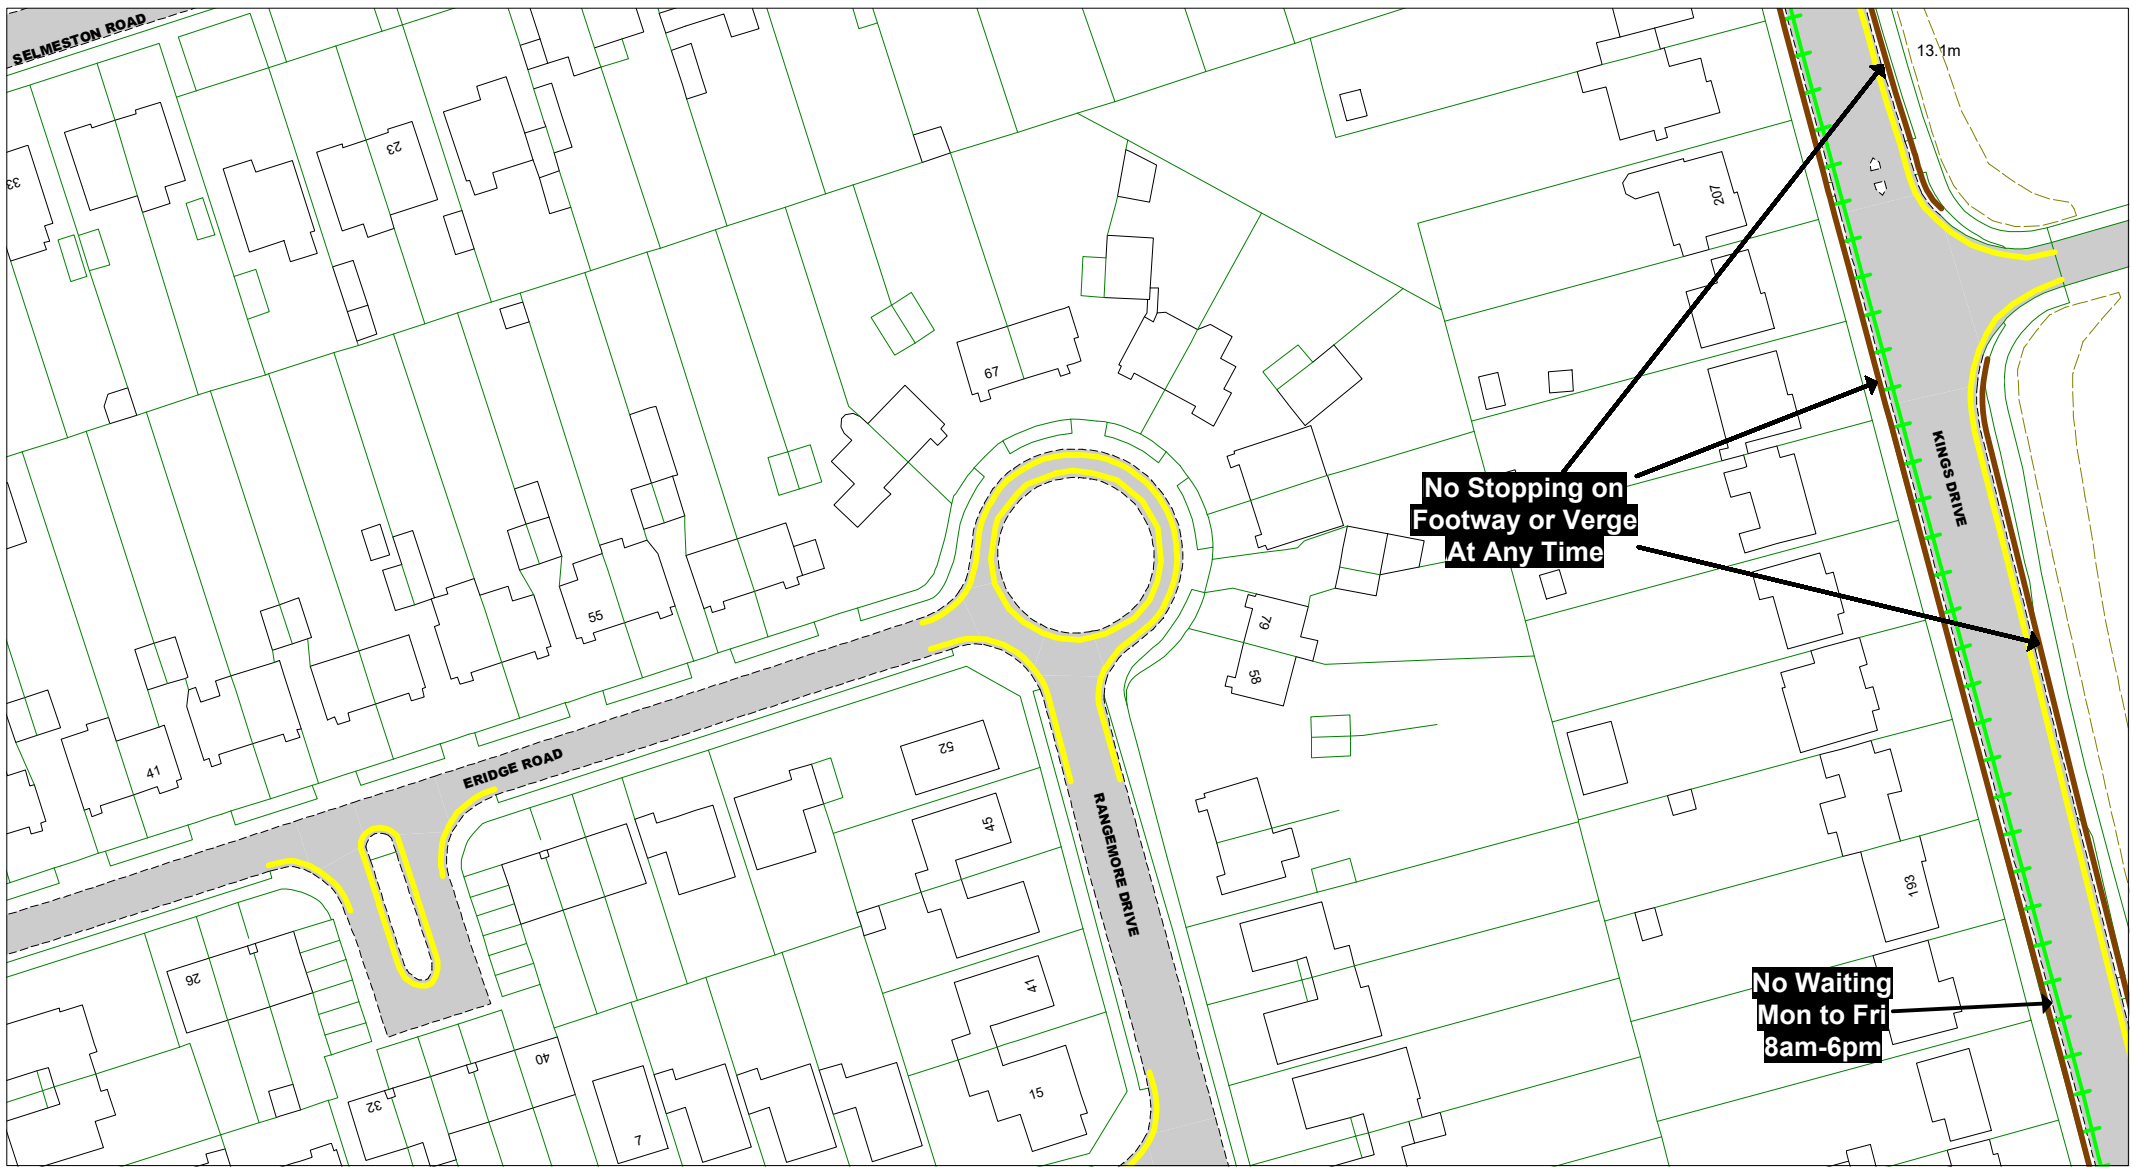 SELMESTON ROAD
13.1m
23
33
207
67
KINGS DRIVE
No Stopping on
Footway or Verge
At Any Time
55
79
58
41
ERIDGE ROAD
52
45
RANGEMORE DRIVE
193
26
41
No Waiting
Mon to Fri
8am-6pm
40
32
15
7